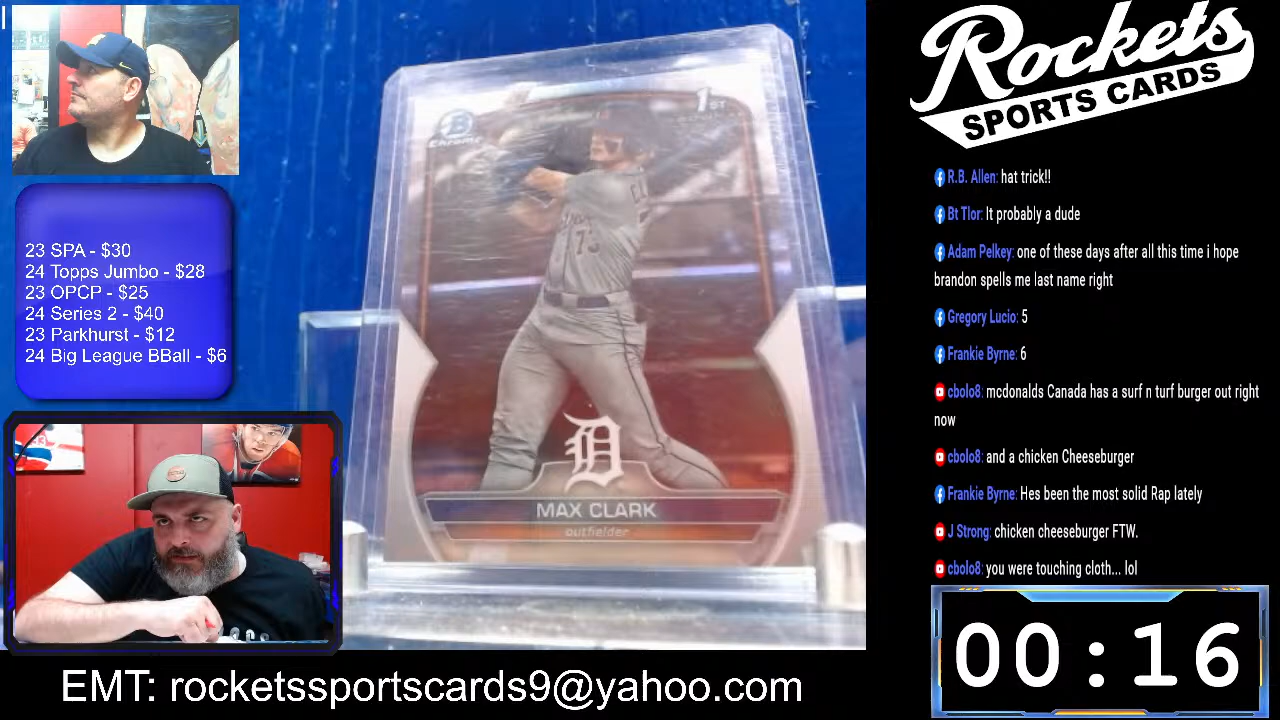 Rockets
SPORTS CARDS
23 SPA - $30
24 Topps Jumbo - $28
23 OPCP - $25
24 Series 2 - $40
23 Parkhurst - $12
24 Big League BBall - $6
CHROME
1ST
73
D
MAX CLARK
outfielder
R.B. Allen: hat trick!!
Bt Tlor: It probably a dude
Adam Pelkey: one of these days after all this time i hope
brandon spells me last name right
Gregory Lucio: 5
Frankie Byrne: 6
cbolo8: mcdonalds Canada has a surf n turf burger out right
now
cbolo8: and a chicken Cheeseburger
Frankie Byrne: Hes been the most solid Rap lately
J Strong: chicken cheeseburger FTW.
cbolo8: you were touching cloth... lol
00:16
EMT: rocketssportscards9@yahoo.com